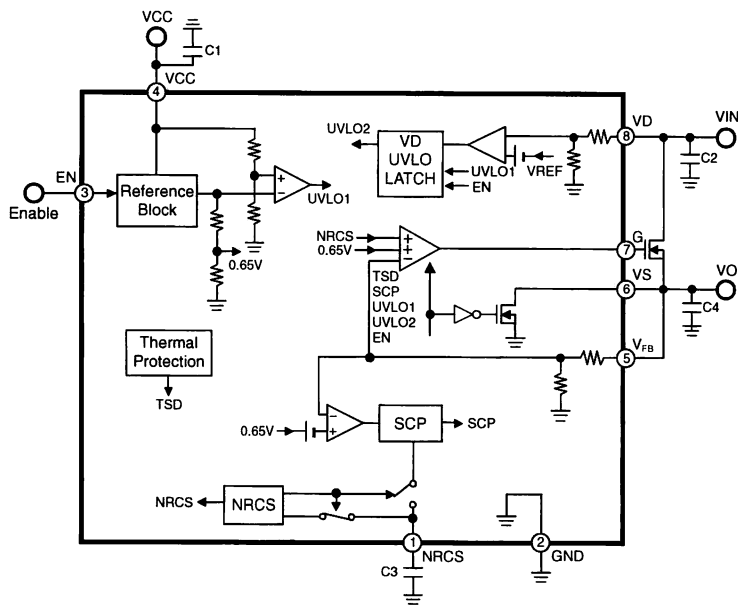 VCC
C1
4
VCC
UVLO2
VD
UVLO
LATCH
UVLO1
EN
VREF
8
VD
VIN
C2
EN
3
Enable
Reference
Block
+
−
UVLO1
0.65V
NRCS
0.65V
+
+
−
TSD
SCP
UVLO1
UVLO2
EN
7
G
6
VS
VO
C4
5
VFB
Thermal
Protection
TSD
0.65V
−
+
SCP
SCP
NRCS
NRCS
1
NRCS
C3
2
GND